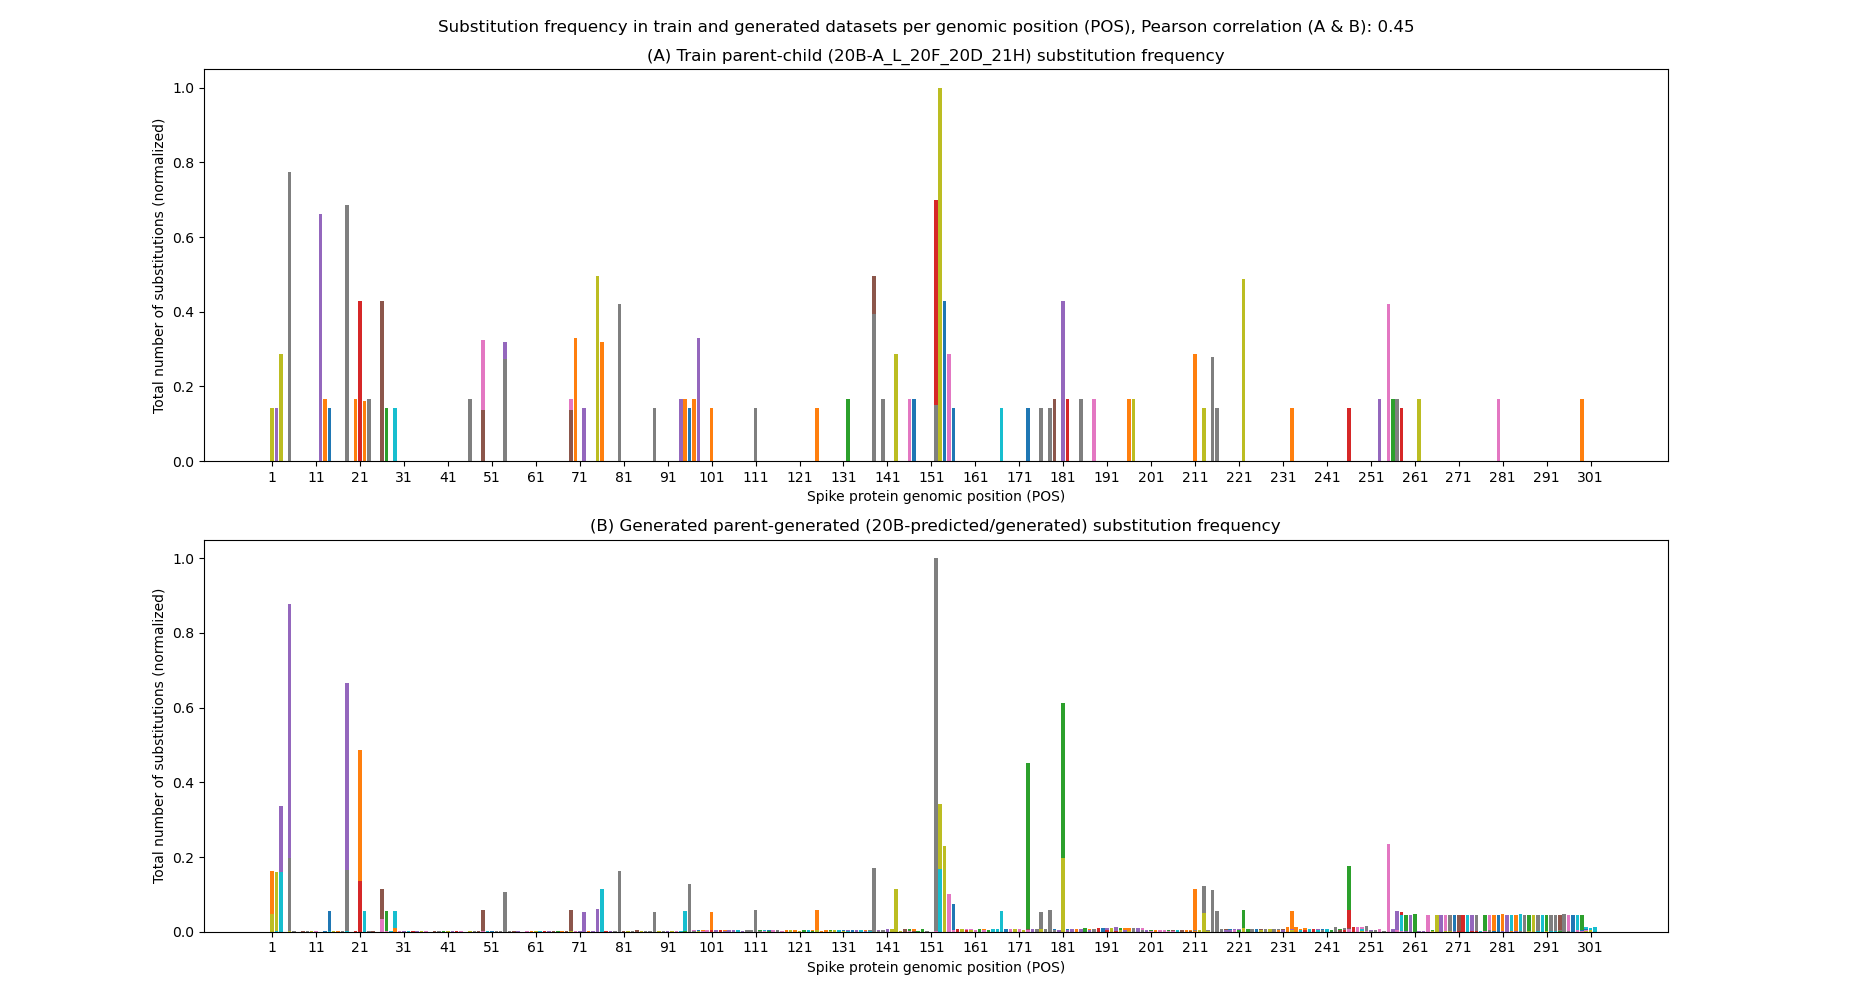 Substitution frequency in train and generated datasets per genomic position (POS), Pearson correlation (A & B): 0.45
(A) Train parent-child (20B-A_L_20F_20D_21H) substitution frequency
Total number of substitutions (normalized)
1.0
0.8
0.6
0.4
0.2
0.0
1 11 21 31 41 51 61 71 81 91 101 111 121 131 141 151 161 171 181 191 201 211 221 231 241 251 261 271 281 291 301
Spike protein genomic position (POS)
(B) Generated parent-generated (20B-predicted/generated) substitution frequency
Total number of substitutions (normalized)
1.0
0.8
0.6
0.4
0.2
0.0
1 11 21 31 41 51 61 71 81 91 101 111 121 131 141 151 161 171 181 191 201 211 221 231 241 251 261 271 281 291 301
Spike protein genomic position (POS)